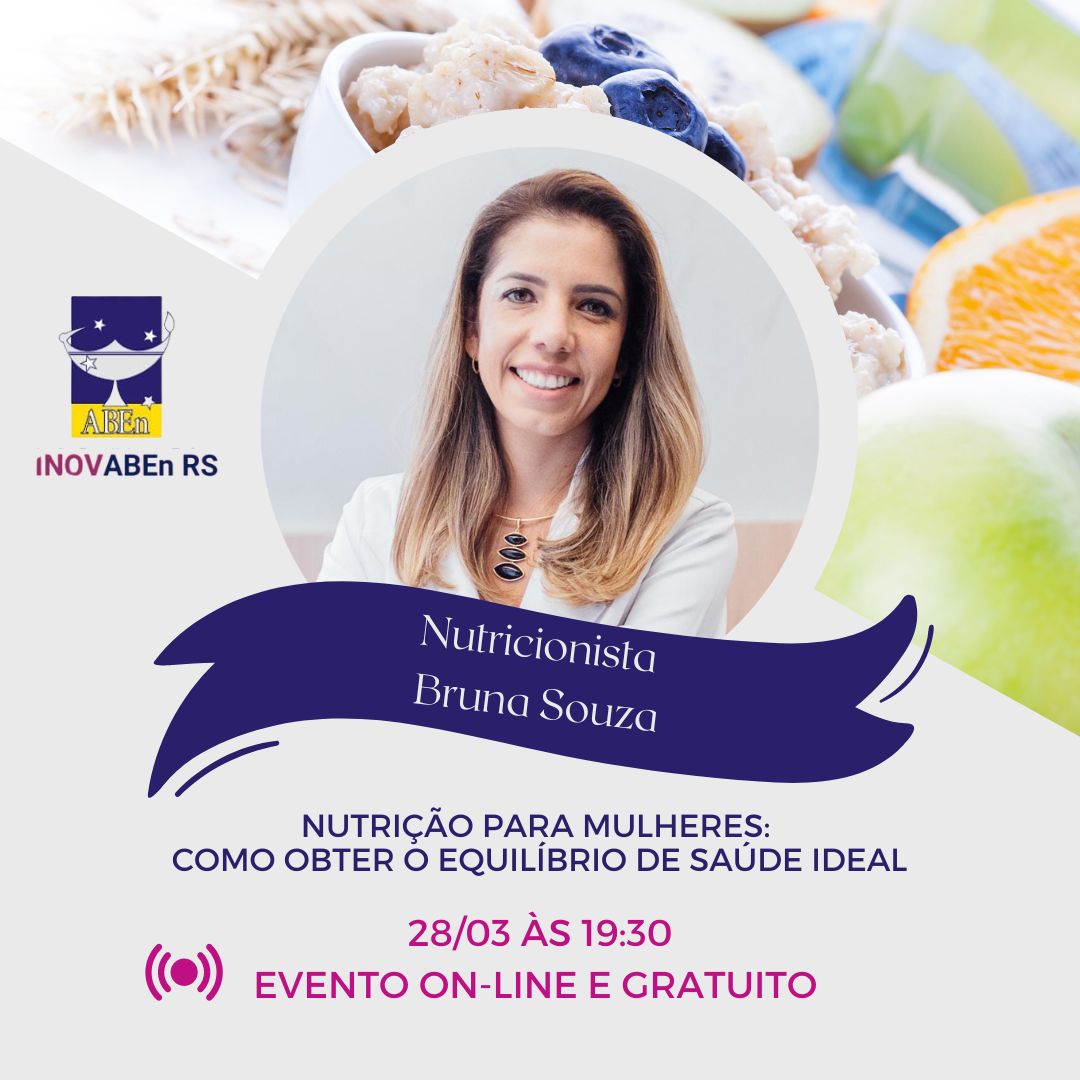 ABEn
iNOVABEn RS
Nutricionista
Bruna Souza
NUTRIÇÃO PARA MULHERES:
COMO OBTER O EQUILÍBRIO DE SAÚDE IDEAL
28/03 ÀS 19:30
EVENTO ON-LINE E GRATUITO